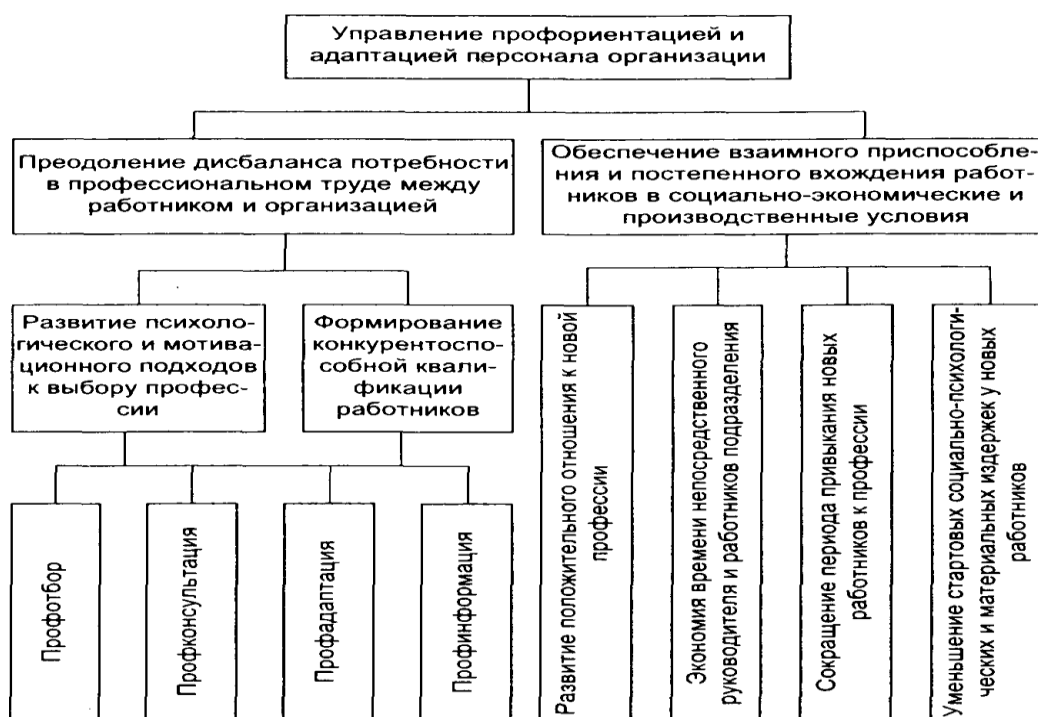 Управление профориентацией и
адаптацией персонала организации
Преодоление дисбаланса потребности
в профессиональном труде между
работником и организацией
Обеспечение взаимного приспособле-
ния и постепенного вхождения работ-
ников в социально-экономические и
производственные условия
Развитие психоло-
гического и мотива-
ционного подходов
к выбору профес-
сии
Формирование
конкурентоспо-
собной квали-
фикации
работников
Профотбор
Профконсультация
Профадаптация
Профинформация
Развитие положительного отношения к новой
профессии
Экономия времени непосредственного
руководителя и работников подразделения
Сокращение периода привыкания новых
работников к профессии
Уменьшение стартовых социально-психологи-
ческих и материальных издержек у новых
работников